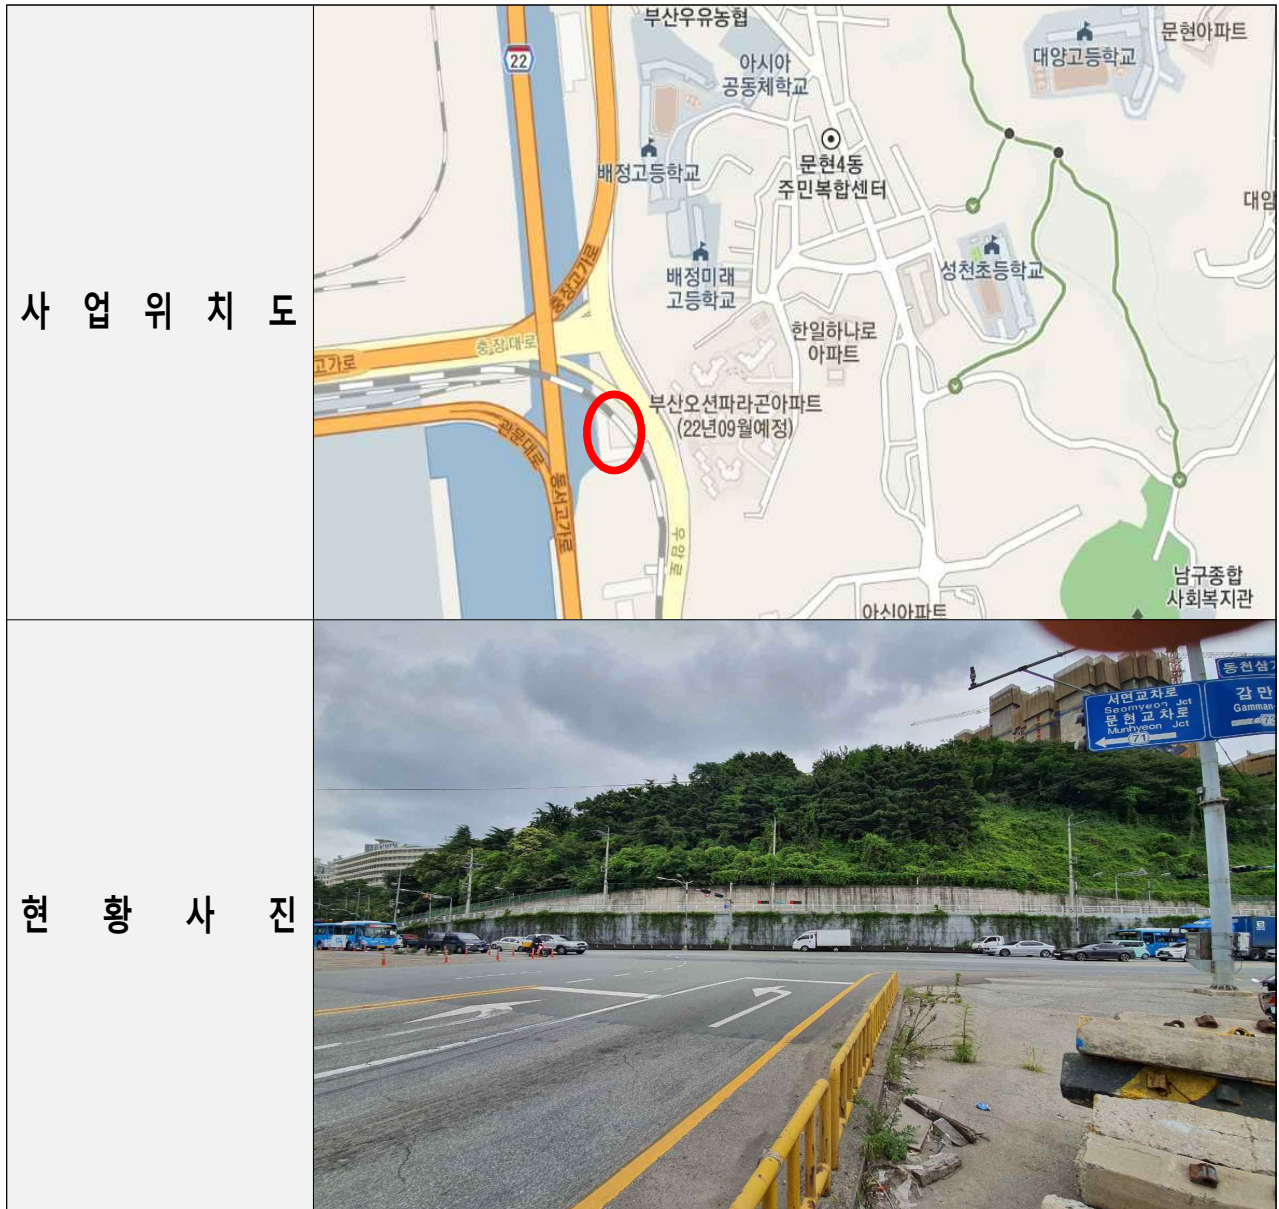 사 업 위 치 도
부산우유농협
22
아시아
공동체학교
대양고등학교
문현아파트
배정고등학교
문현4동
주민복합센터
배정미래
고등학교
성천초등학교
한일하나로
아파트
충장고가로
충장대로
고가로
부산오션파라곤아파트
(22년09월예정)
관문대로
동서고가로
우암로
남구종합
사회복지관
아신아파트
현 황 사 진
서면교차로
Seomyeon Jct
문현교차로
Munhyeon Jct
71
동천삼
감만
Gamman
73